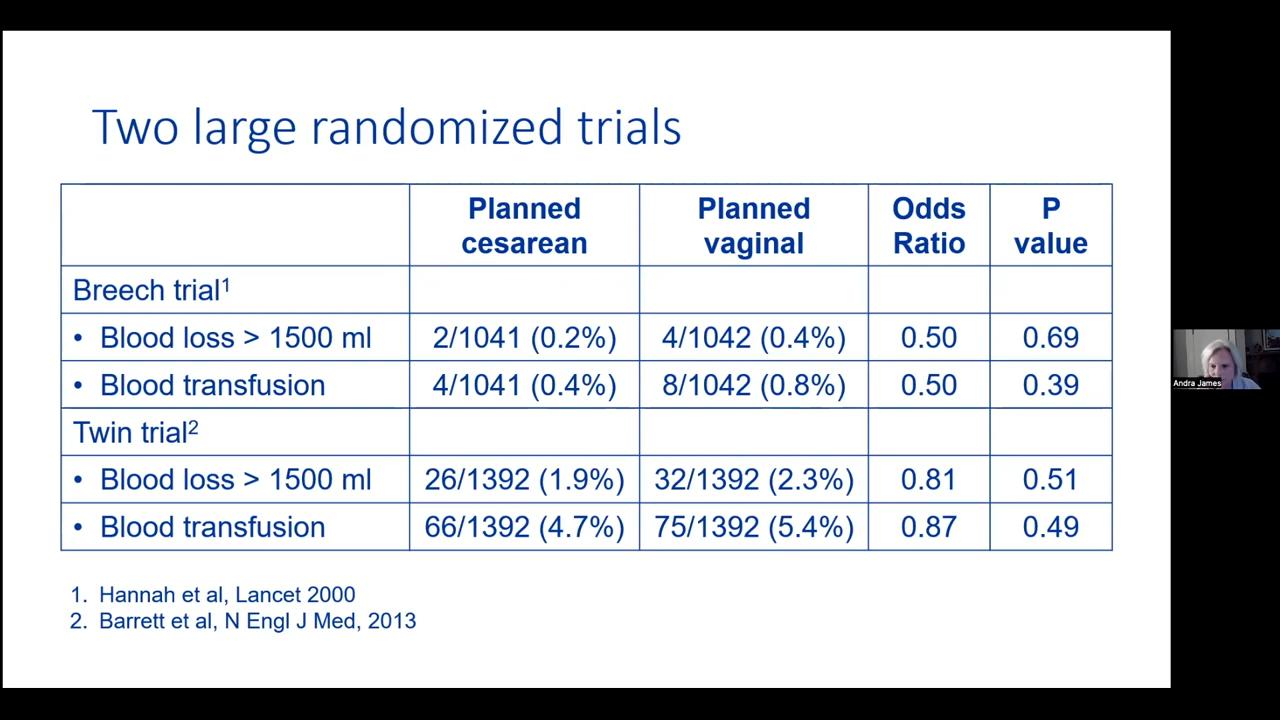 Two large randomized trials
Planned cesarean Planned vaginal Odds Ratio P value
Breech trial1
• Blood loss > 1500 ml 2/1041 (0.2%) 4/1042 (0.4%) 0.50 0.69
• Blood transfusion 4/1041 (0.4%) 8/1042 (0.8%) 0.50 0.39
Twin trial2
• Blood loss > 1500 ml 26/1392 (1.9%) 32/1392 (2.3%) 0.81 0.51
• Blood transfusion 66/1392 (4.7%) 75/1392 (5.4%) 0.87 0.49
1. Hannah et al, Lancet 2000
2. Barrett et al, N Engl J Med, 2013
Andra James